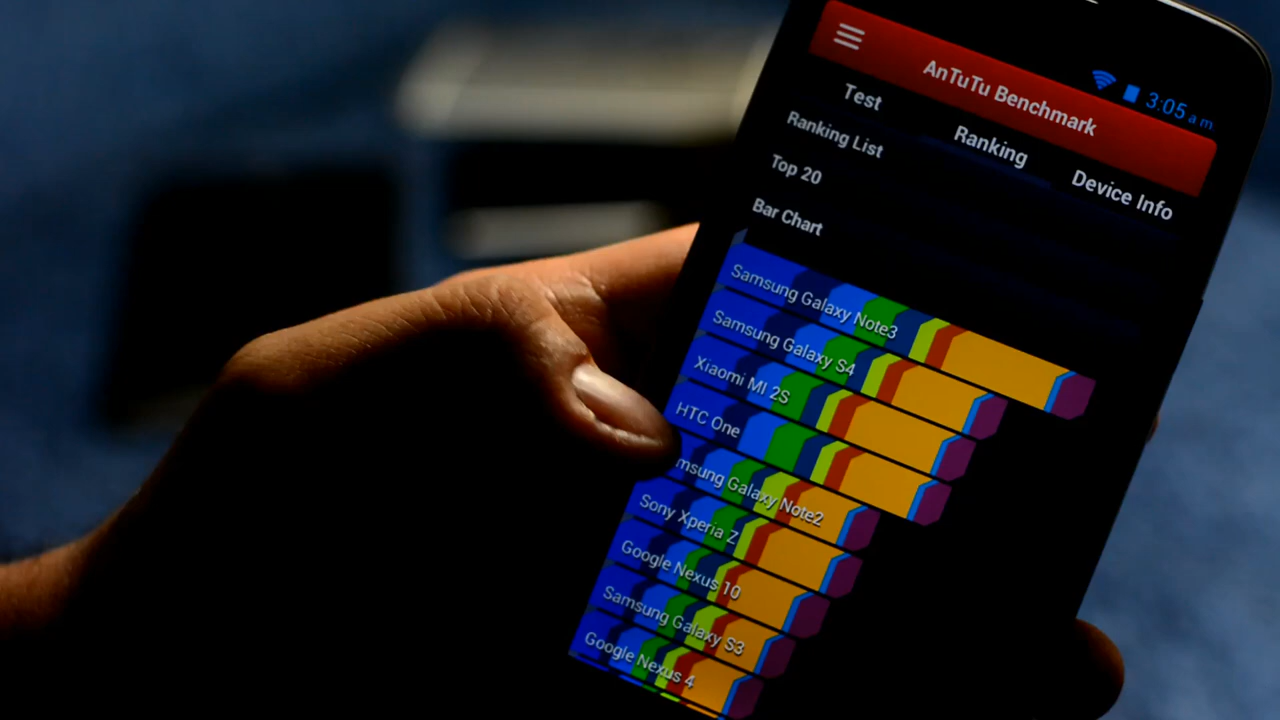 3:05 a m
AnTuTu Benchmark
Test Ranking Device Info
Ranking List
Top 20
Bar Chart
Samsung Galaxy Note3
Samsung Galaxy S4
Xiaomi MI 2S
HTC One
msung Galaxy Note2
Sony Xperia Z
Google Nexus 10
Samsung Galaxy S3
Google Nexus 4